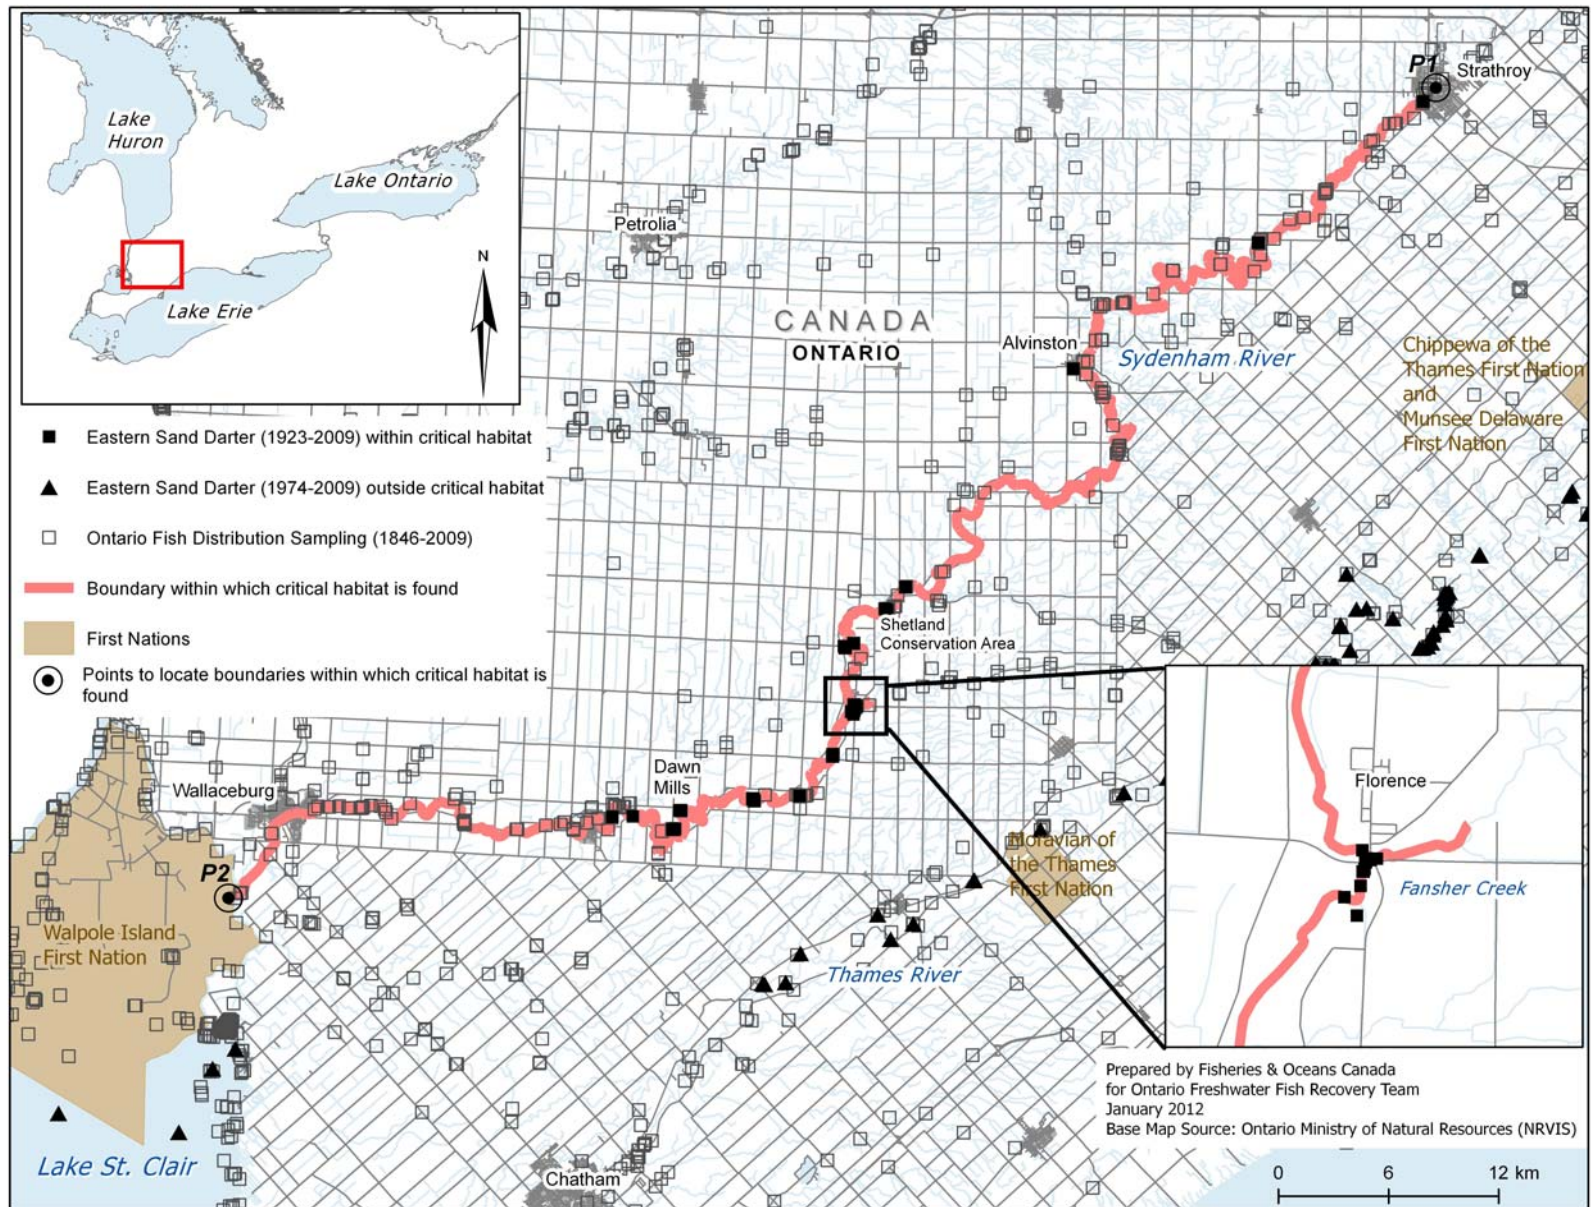 Lake
Huron
Lake Ontario
Lake Erie
N
Eastern Sand Darter (1923-2009) within critical habitat
Eastern Sand Darter (1974-2009) outside critical habitat
Ontario Fish Distribution Sampling (1846-2009)
Boundary within which critical habitat is found
First Nations
Points to locate boundaries within which critical habitat is
found
P1
Strathroy
Petrolia
CANADA
ONTARIO
Alvinston
Sydenham River
Chippewa of the
Thames First Nation
and
Munsee Delaware
First Nation
Shetland
Conservation Area
Dawn
Mills
Wallaceburg
P2
Walpole Island
First Nation
Moravian of
the Thames
First Nation
Thames River
Lake St. Clair
Chatham
Florence
Fansher Creek
Prepared by Fisheries & Oceans Canada
for Ontario Freshwater Fish Recovery Team
January 2012
Base Map Source: Ontario Ministry of Natural Resources (NRVIS)
0 6 12 km